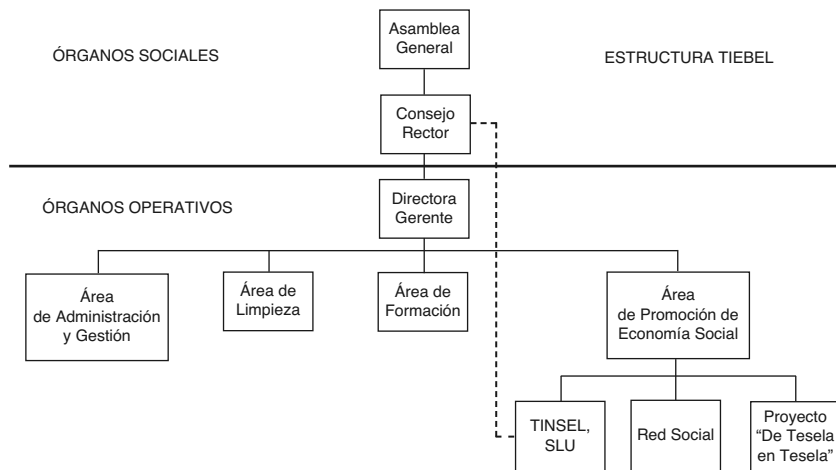 Asamblea
General
ÓRGANOS SOCIALES
ESTRUCTURA TIEBEL
Consejo
Rector
ÓRGANOS OPERATIVOS
Directora
Gerente
Área
de Administración
y Gestión
Área de
Limpieza
Área de
Formación
Área
de Promoción de
Economía Social
TINSEL,
SLU
Red Social
Proyecto
“De Tesela
en Tesela”